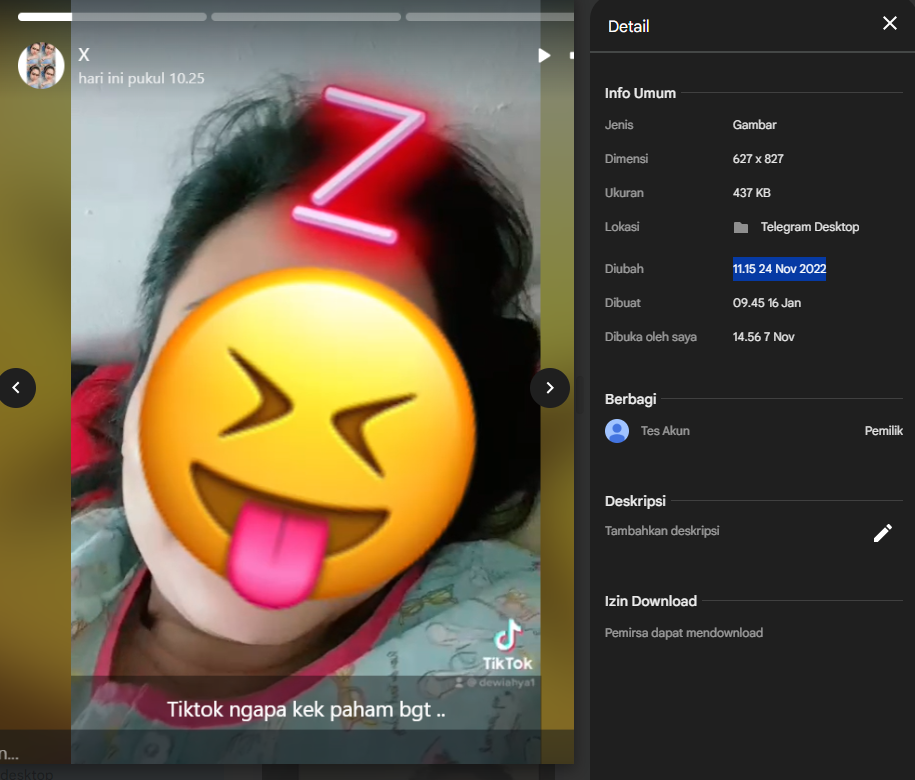 X
hari ini pukul 10.25
Z
TikTok
@dewiahya1
Tiktok ngapa kek paham bgt ..
n...
desktop
Detail
Info Umum
Jenis Gambar
Dimensi 627 x 827
Ukuran 437 KB
Lokasi Telegram Desktop
Diubah 11.15 24 Nov 2022
Dibuat 09.45 16 Jan
Dibuka oleh saya 14.56 7 Nov
Berbagi
Tes Akun Pemilik
Deskripsi
Tambahkan deskripsi
Izin Download
Pemirsa dapat mendownload